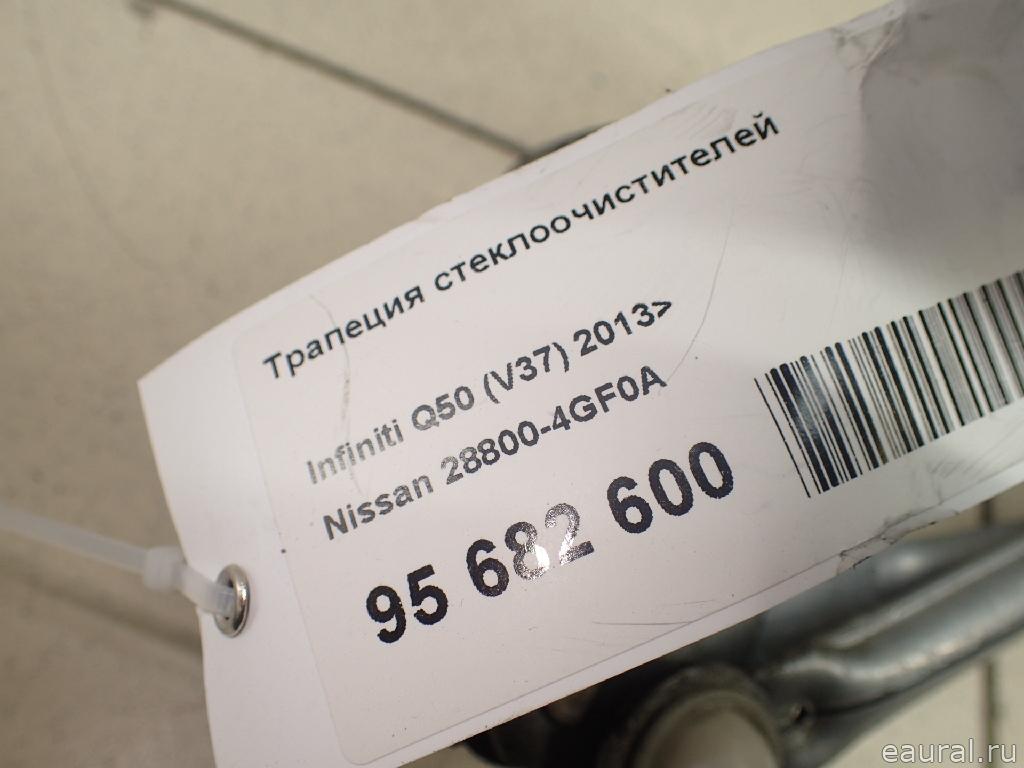 Трапеция стеклоочистителей
Infiniti Q50 (V37) 2013>
Nissan 28800-4GF0A
95 682 600
eaural.ru